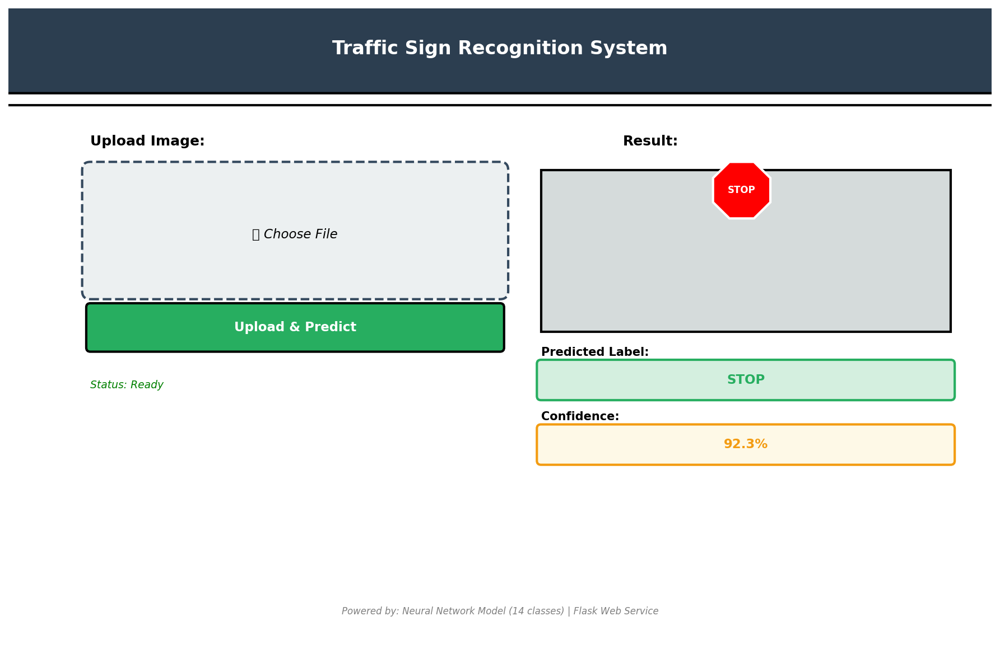 Traffic Sign Recognition System
Upload Image:
Choose File
Upload & Predict
Status: Ready
Result:
STOP
Predicted Label:
STOP
Confidence:
92.3%
Powered by: Neural Network Model (14 classes) | Flask Web Service